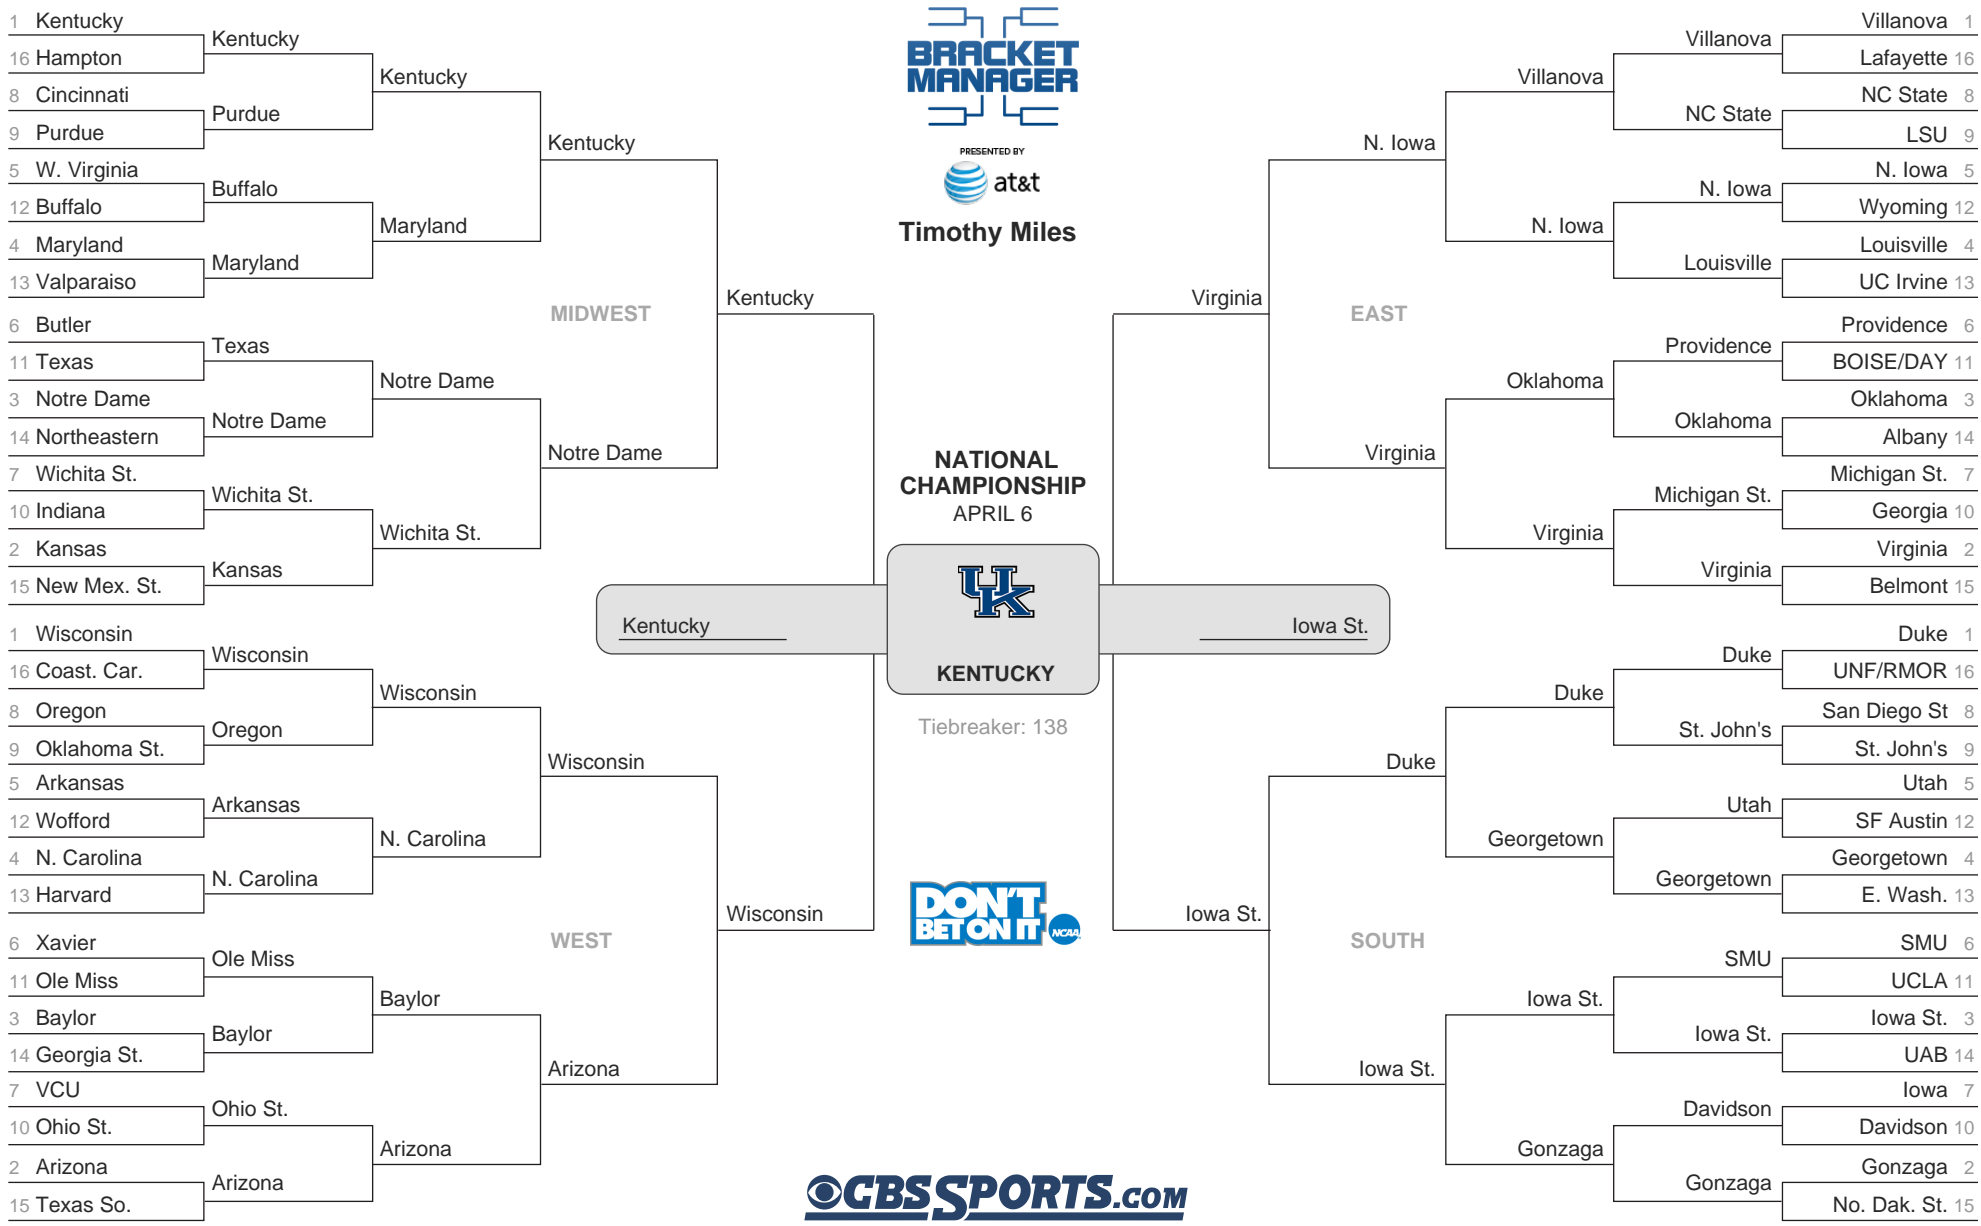 1 Kentucky
16 Hampton
8 Cincinnati
9 Purdue
5 W. Virginia
12 Buffalo
4 Maryland
13 Valparaiso
6 Butler
11 Texas
3 Notre Dame
14 Northeastern
7 Wichita St.
10 Indiana
2 Kansas
15 New Mex. St.
1 Wisconsin
16 Coast. Car.
8 Oregon
9 Oklahoma St.
5 Arkansas
12 Wofford
4 N. Carolina
13 Harvard
6 Xavier
11 Ole Miss
3 Baylor
14 Georgia St.
7 VCU
10 Ohio St.
2 Arizona
15 Texas So.
Kentucky
Purdue
Buffalo
Maryland
Texas
Notre Dame
Wichita St.
Kansas
Wisconsin
Oregon
Arkansas
N. Carolina
Ole Miss
Baylor
Ohio St.
Arizona
Kentucky
Maryland
Notre Dame
Wichita St.
Wisconsin
N. Carolina
Baylor
Arizona
Kentucky
MIDWEST
Notre Dame
Wisconsin
WEST
Arizona
Kentucky
Wisconsin
BRACKET
MANAGER
PRESENTED BY
at&t
Timothy Miles
NATIONAL
CHAMPIONSHIP
APRIL 6
UK
Kentucky
Iowa St.
KENTUCKY
Tiebreaker: 138
DON'T
BET ON IT
NCAA
CBSSPORTS.COM
Virginia
Iowa St.
N. Iowa
EAST
Virginia
Duke
SOUTH
Iowa St.
Villanova
N. Iowa
Oklahoma
Virginia
Duke
Georgetown
Iowa St.
Gonzaga
Villanova
NC State
N. Iowa
Louisville
Providence
Oklahoma
Michigan St.
Virginia
Duke
St. John's
Utah
Georgetown
SMU
Iowa St.
Davidson
Gonzaga
Villanova 1
Lafayette 16
NC State 8
LSU 9
N. Iowa 5
Wyoming 12
Louisville 4
UC Irvine 13
Providence 6
BOISE/DAY 11
Oklahoma 3
Albany 14
Michigan St. 7
Georgia 10
Virginia 2
Belmont 15
Duke 1
UNF/RMOR 16
San Diego St 8
St. John's 9
Utah 5
SF Austin 12
Georgetown 4
E. Wash. 13
SMU 6
UCLA 11
Iowa St. 3
UAB 14
Iowa 7
Davidson 10
Gonzaga 2
No. Dak. St. 15